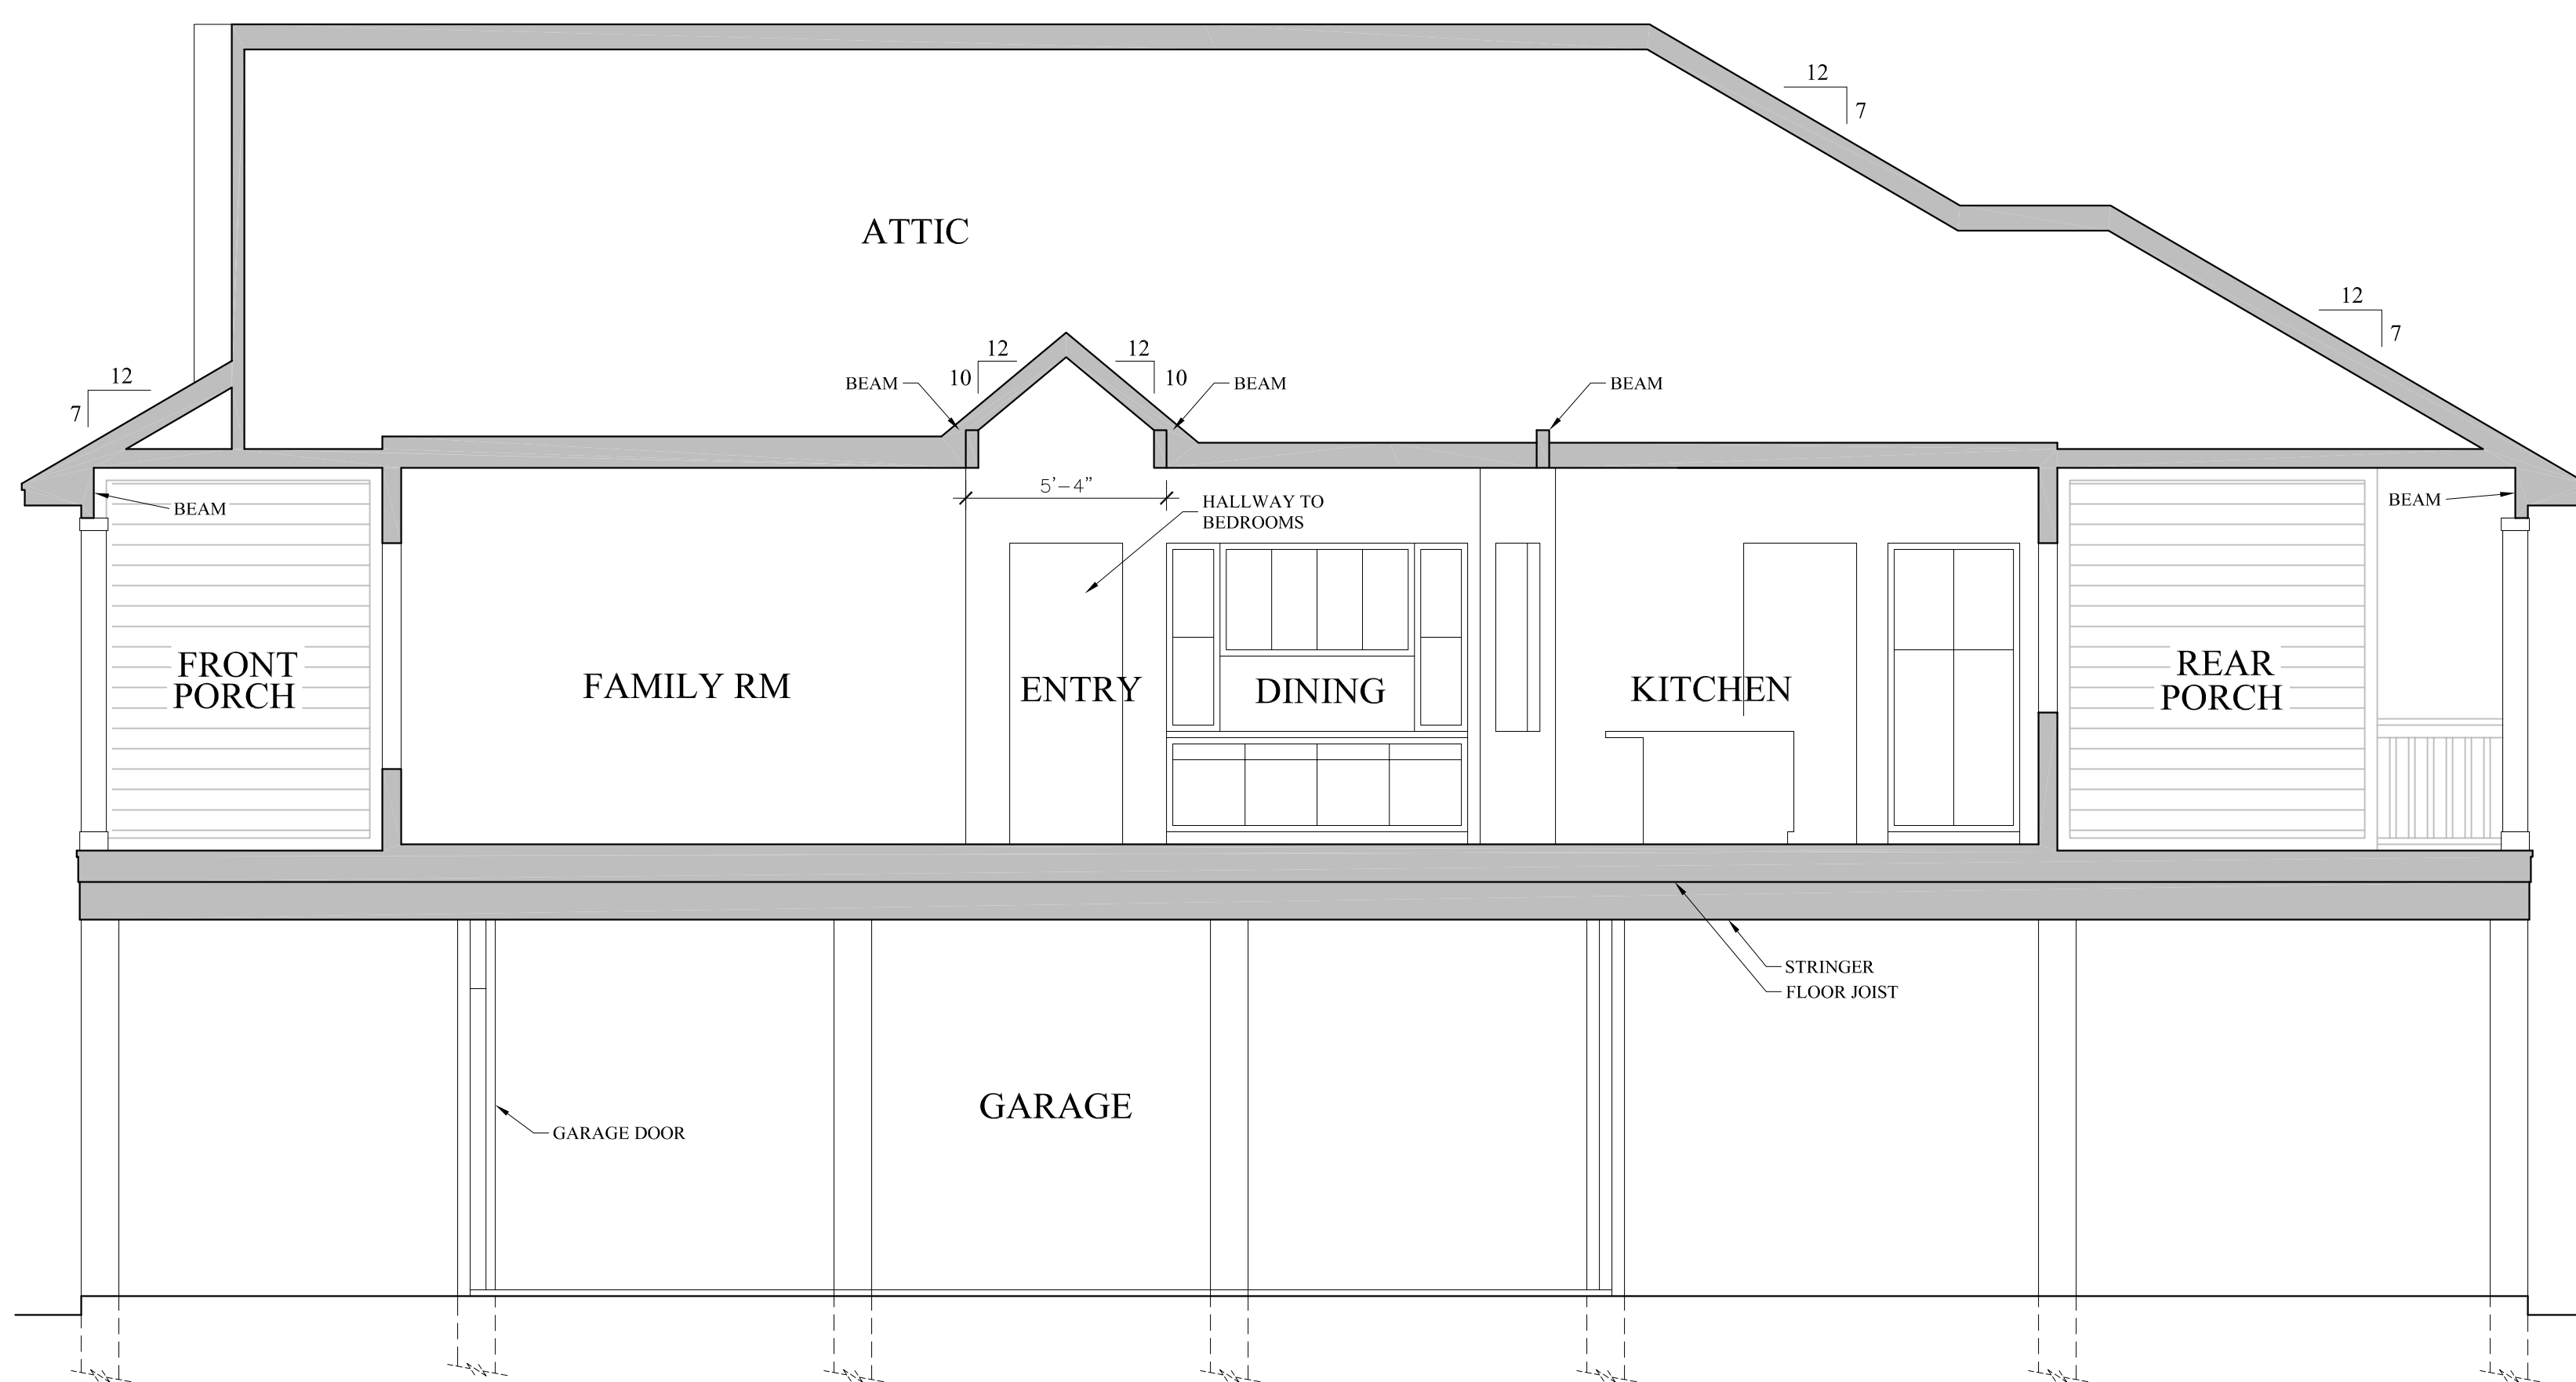 12
7
ATTIC
12
7
12
12
10
10
BEAM
BEAM
BEAM
12
7
5'-4"
HALLWAY TO
BEDROOMS
BEAM
BEAM
FRONT
PORCH
FAMILY RM
ENTRY
DINING
KITCHEN
REAR
PORCH
STRINGER
FLOOR JOIST
GARAGE
GARAGE DOOR